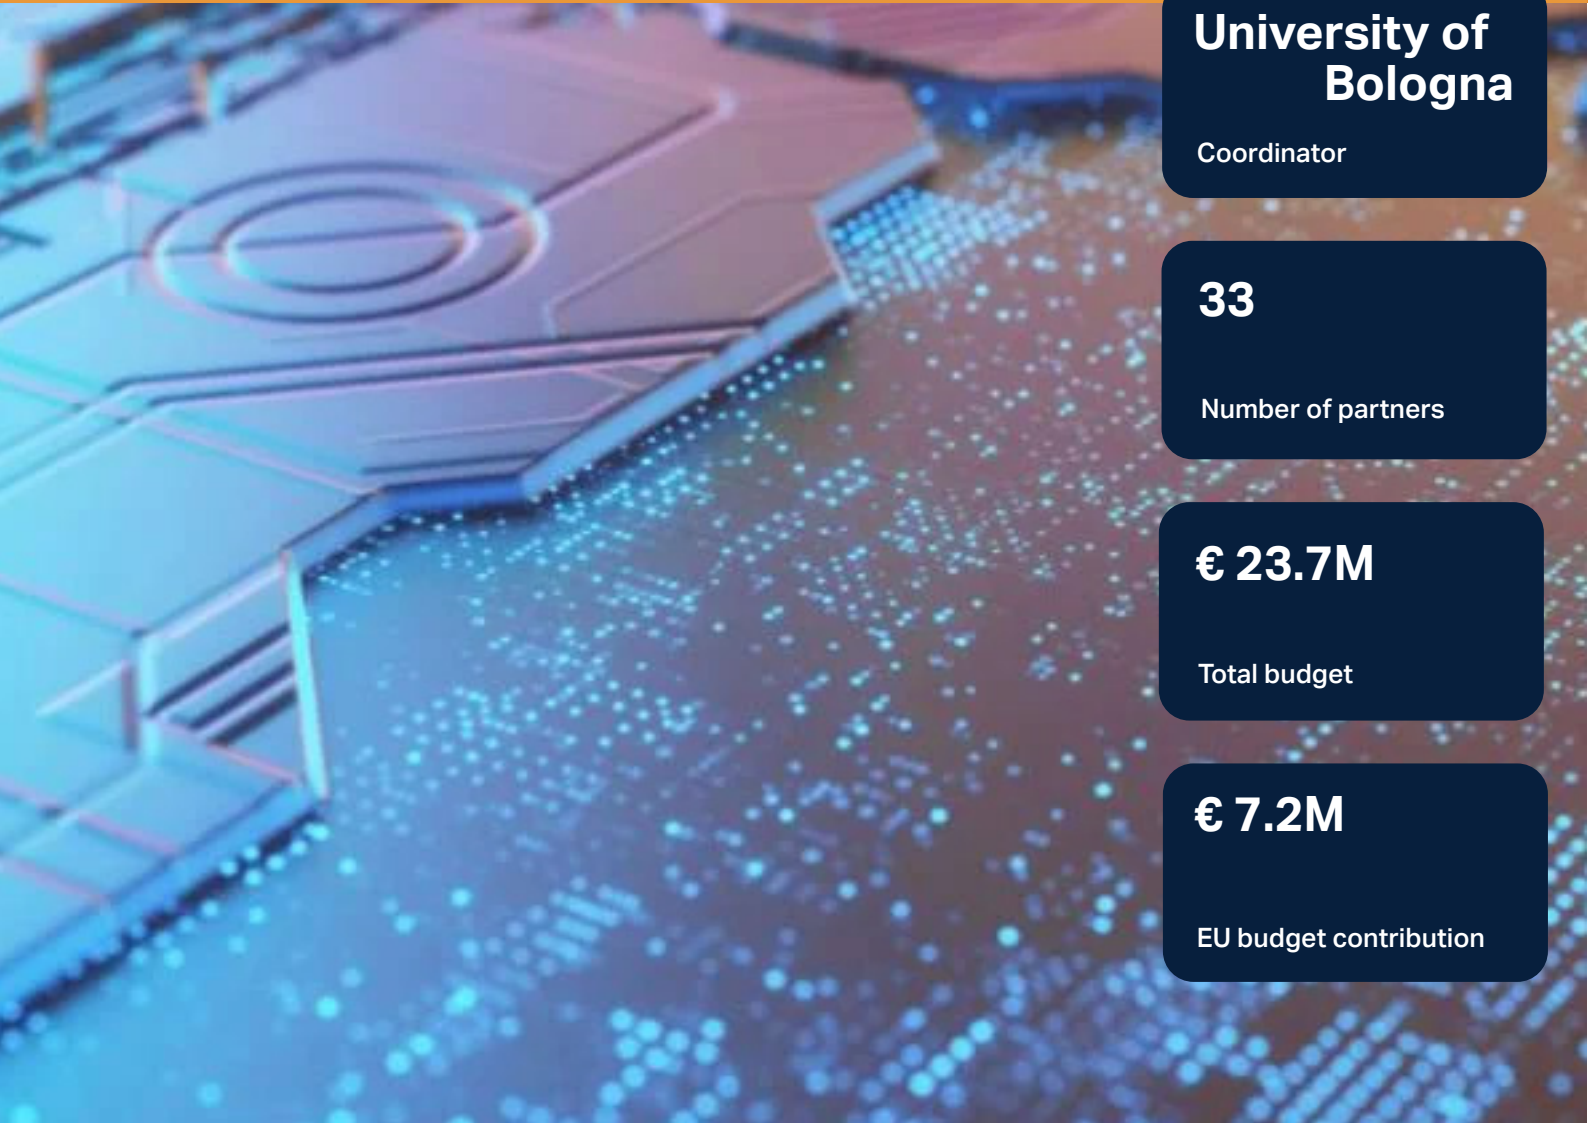 University of
Bologna
Coordinator
33
Number of partners
€ 23.7M
Total budget
€ 7.2M
EU budget contribution